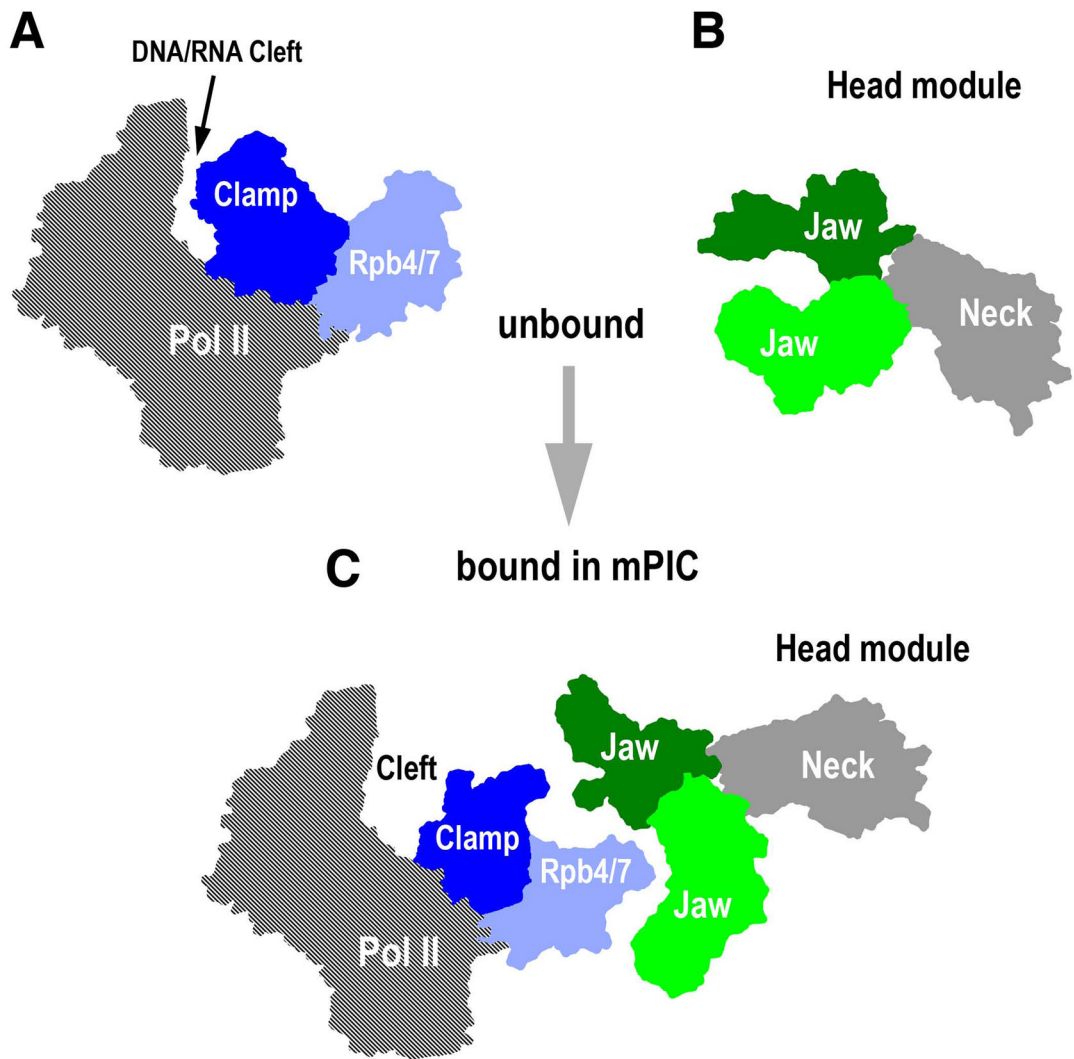 A
DNA/RNA Cleft
Clamp
Rpb4/7
Pol II
B
Head module
Jaw
Jaw
Neck
unbound
C
bound in mPIC
Head module
Cleft
Clamp
Rpb4/7
Pol II
Jaw
Jaw
Neck